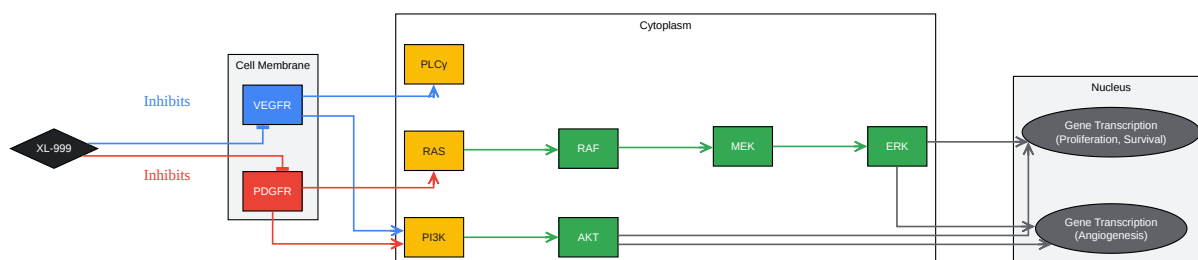 Cytoplasm
Cell Membrane
PLCγ
Nucleus
Inhibits
VEGFR
Gene Transcription
(Proliferation, Survival)
XL-999
RAS
RAF
MEK
ERK
Inhibits
PDGFR
PI3K
AKT
Gene Transcription
(Angiogenesis)